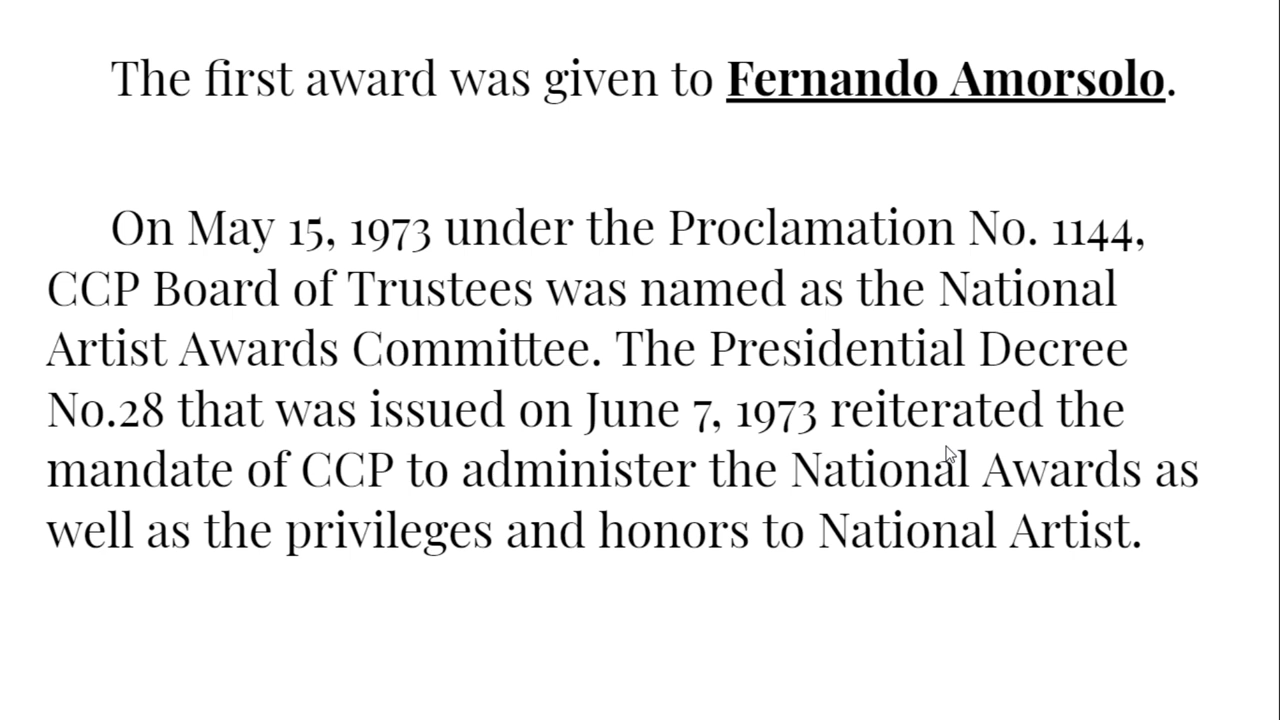 The first award was given to Fernando Amorsolo.
On May 15, 1973 under the Proclamation No. 1144,
CCP Board of Trustees was named as the National
Artist Awards Committee. The Presidential Decree
No.28 that was issued on June 7, 1973 reiterated the
mandate of CCP to administer the National Awards as
well as the privileges and honors to National Artist.